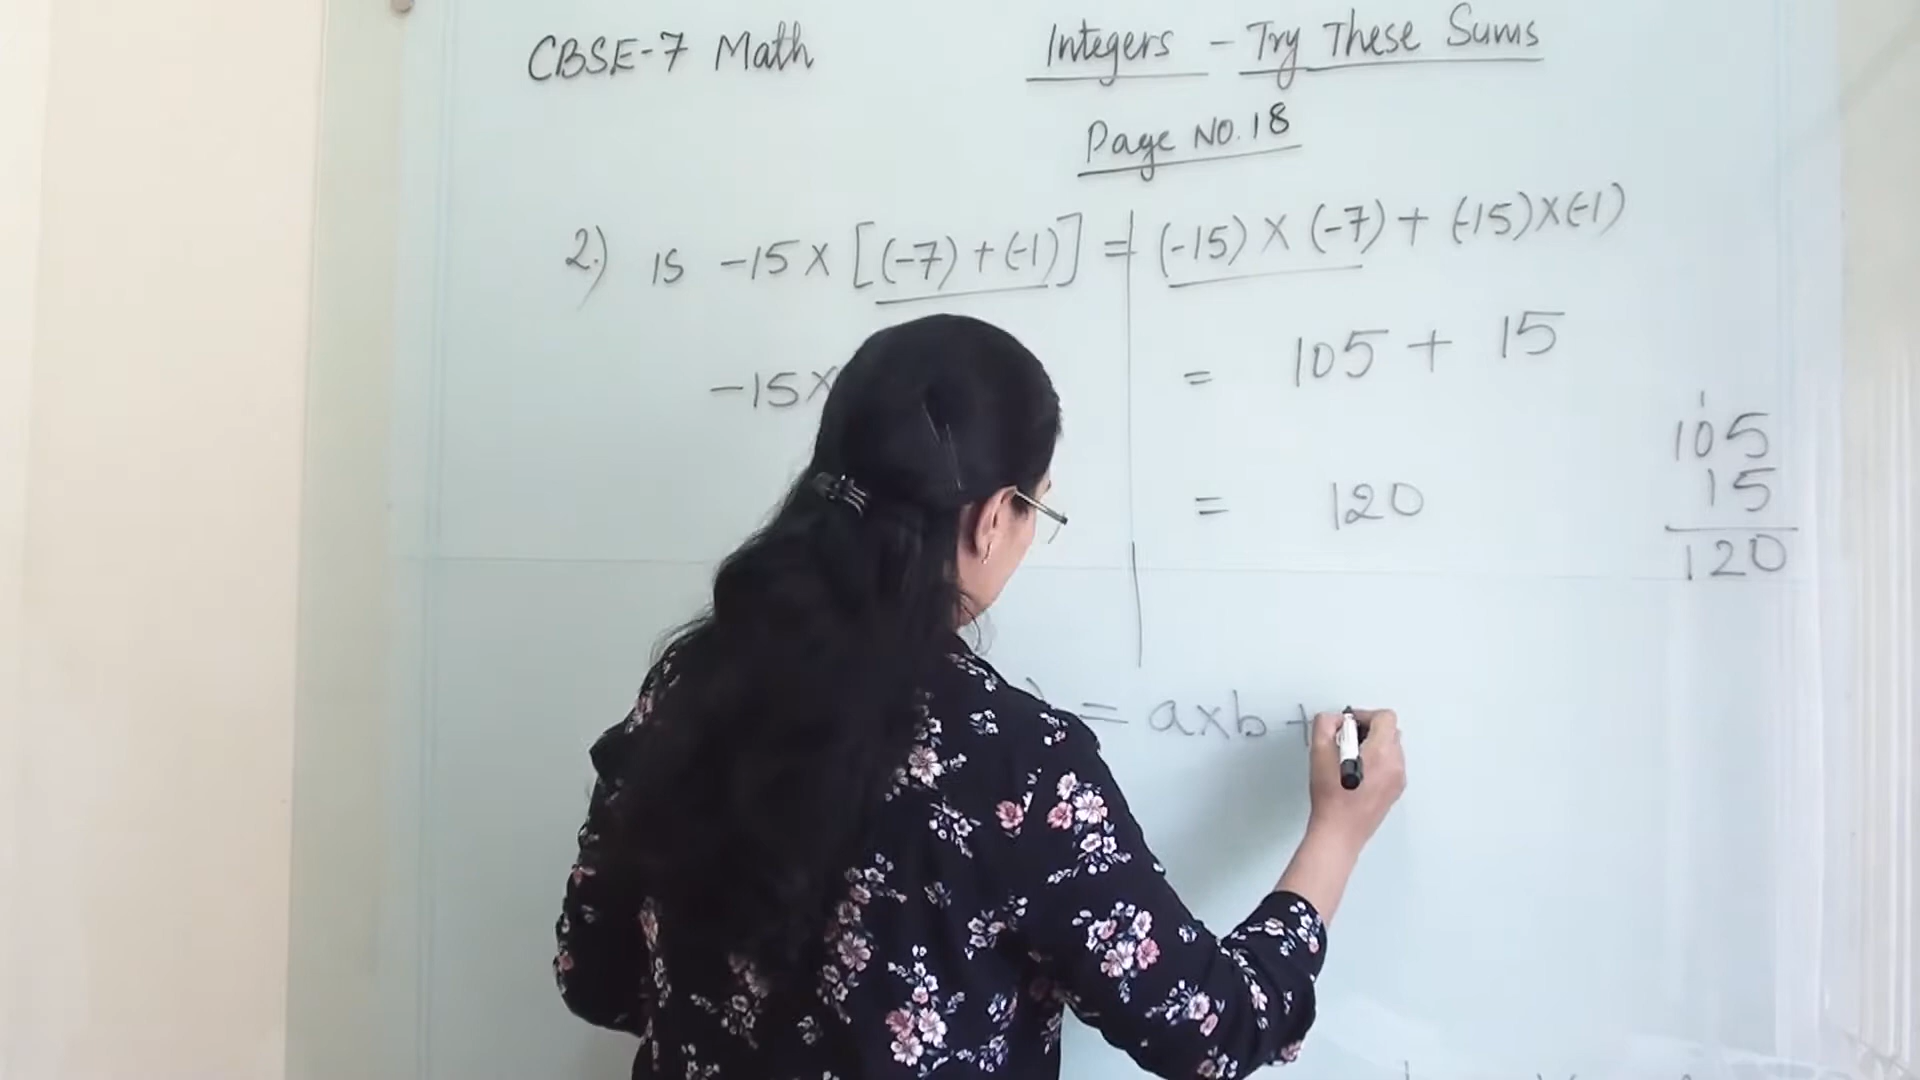 CBSE-7 Math
Integers - Try These Sums
Page No.18
2.) Is -15 × [(-7) + (-1)] = (-15) × (-7) + (-15) × (-1)
-15 × = 105 + 15
= 120
105
15
120
= a×b +